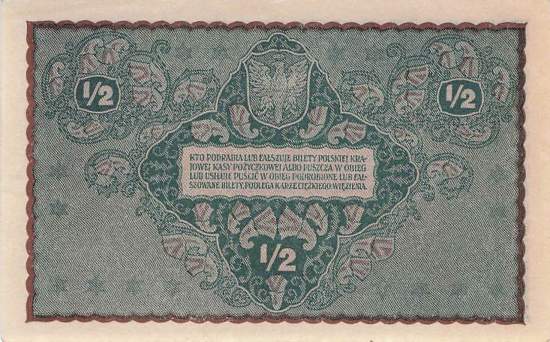 1/2
1/2
KTO PODRABIA LUB FAŁSZUJE BILETY POLSKIEJ KRA-
JOWEJ KASY POŻYCZKOWEJ ALBO PUSZCZA W OBIEG
LUB USIŁUJE PUŚCIĆ W OBIEG PODROBIONE LUB FAŁ-
SZOWANE BILETY, PODLEGA KARZE CIĘŻKIEGO WIĘZIENIA
1/2